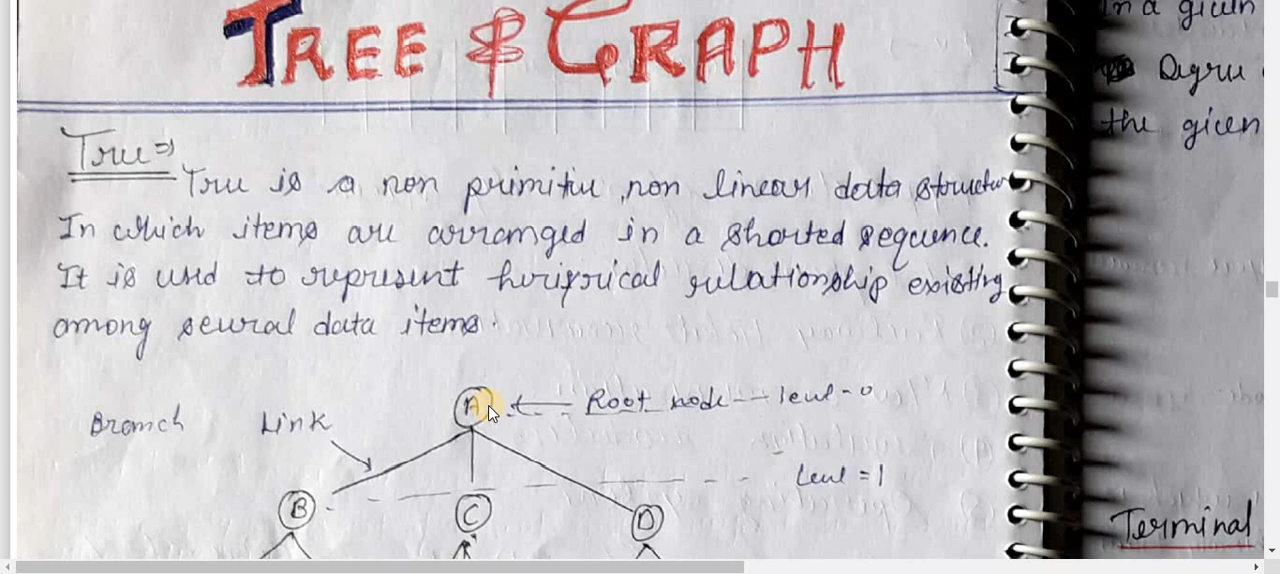 TREE & GRAPH
Tree ⇒
Tree is a non primitive, non linear data structure
In which items are arranged in a shorted sequence.
It is used to represent herigrical relationship existing
among several data items.
A ← Root node -- level - 0
Branch Link
level = 1
B C D
In a given
Degree
the given
Terminal